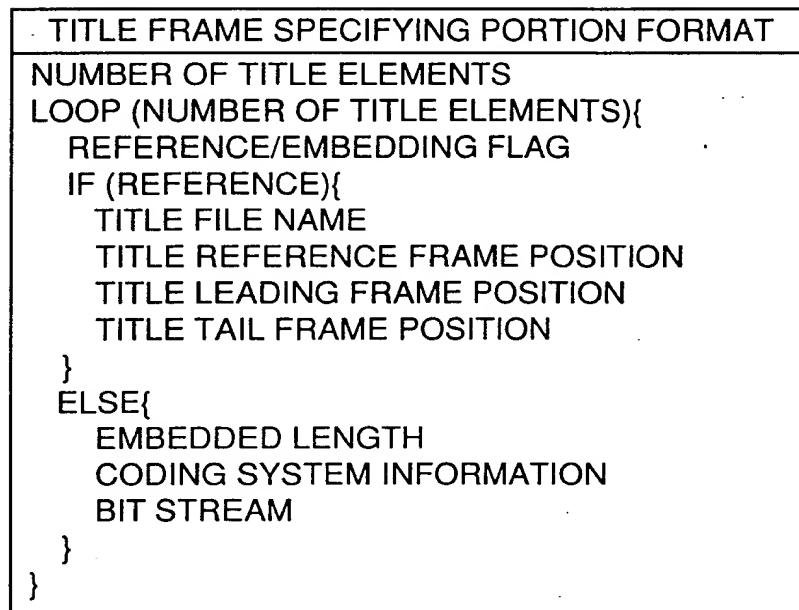 TITLE FRAME SPECIFYING PORTION FORMAT
NUMBER OF TITLE ELEMENTS
LOOP (NUMBER OF TITLE ELEMENTS){
REFERENCE/EMBEDDING FLAG
IF (REFERENCE){
TITLE FILE NAME
TITLE REFERENCE FRAME POSITION
TITLE LEADING FRAME POSITION
TITLE TAIL FRAME POSITION
}
ELSE{
EMBEDDED LENGTH
CODING SYSTEM INFORMATION
BIT STREAM
}
}